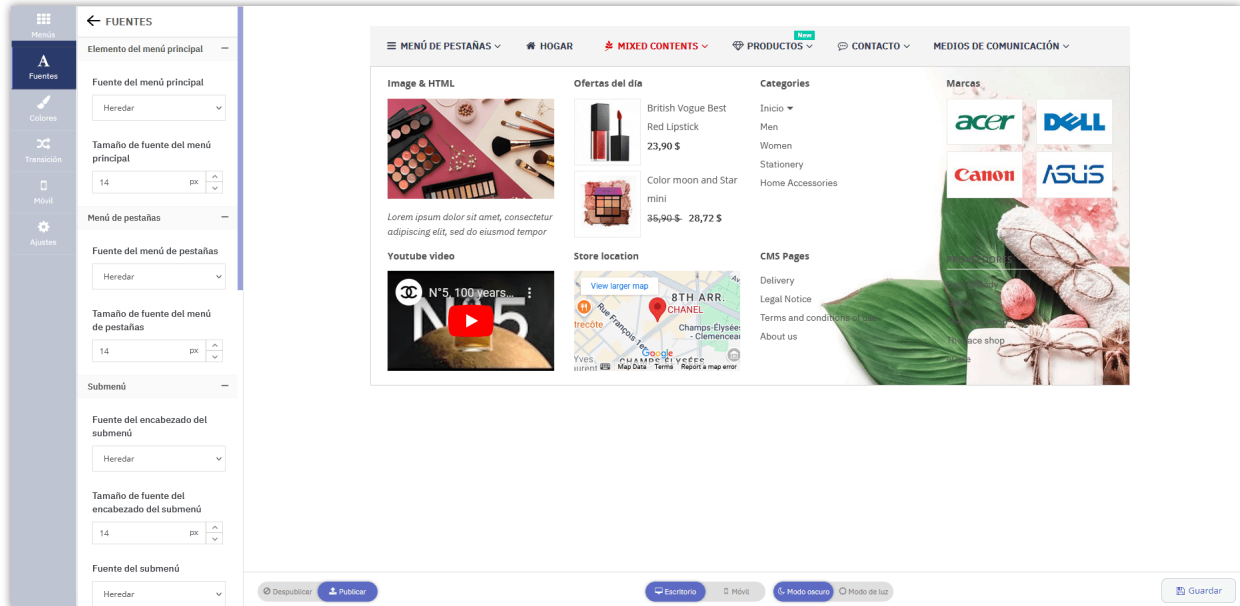 Menús
Fuentes
Colores
Transición
Móvil
Ajustes
FUENTES
Elemento del menú principal
Fuente del menú principal
Heredar
Tamaño de fuente del menú
principal
14 px
Menú de pestañas
Fuente del menú de pestañas
Heredar
Tamaño de fuente del menú
de pestañas
14 px
Submenú
Fuente del encabezado del
submenú
Heredar
Tamaño de fuente del
encabezado del submenú
14 px
Fuente del submenú
Heredar
New
MENÚ DE PESTAÑAS HOGAR MIXED CONTENTS PRODUCTOS CONTACTO MEDIOS DE COMUNICACIÓN
Image & HTML
Lorem ipsum dolor sit amet, consectetur
adipiscing elit, sed do eiusmod tempor
Ofertas del día
British Vogue Best
Red Lipstick
23,90 $
Color moon and Star
mini
35,90 $ 28,72 $
Categories
Inicio
Men
Women
Stationery
Home Accessories
Marcas
acer
DELL
Canon
ASUS
Youtube video
N°5, 100 years...
N°5
Store location
View larger map
8TH ARR.
CHANEL
Rue François 1er
Champs-Élysées
- Clemenceau
Google
CHAMPS ELYSÉES
Map Data Terms Report a map error
CMS Pages
Delivery
Legal Notice
Terms and conditions of use
About us
shop
Despublicar Publicar
Escritorio Móvil
Modo oscuro Modo de luz
Guardar